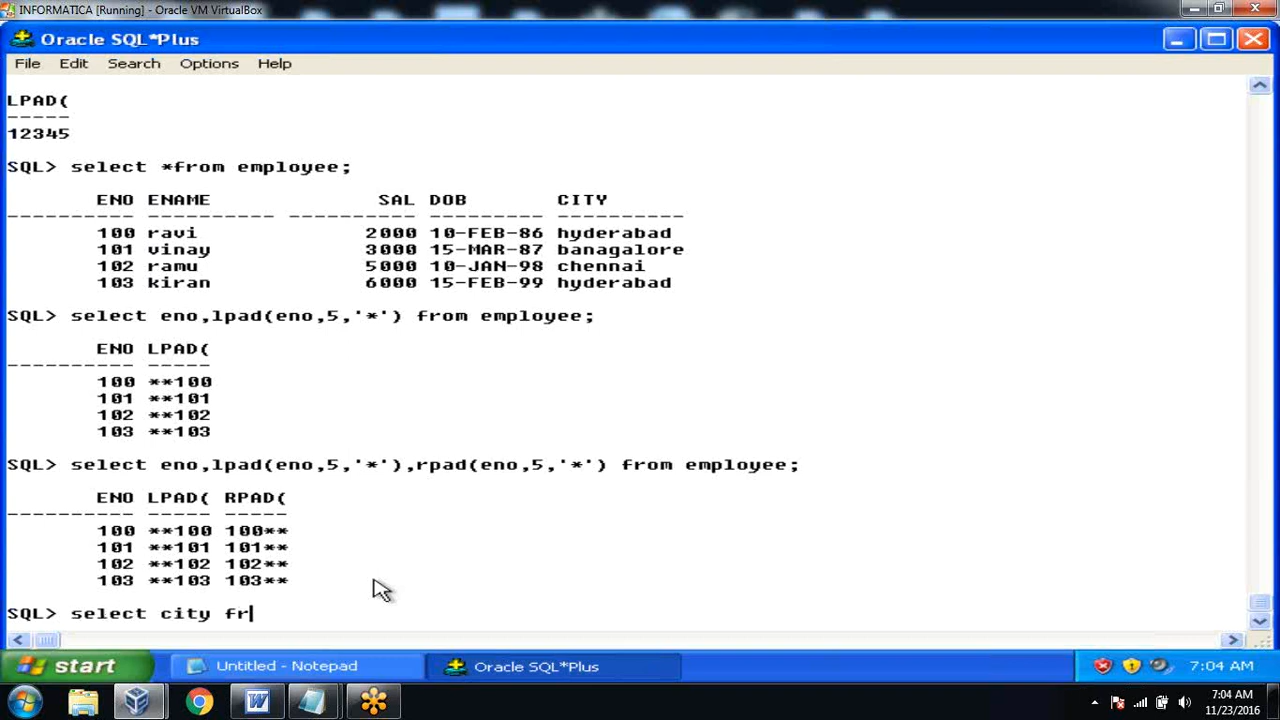 INFORMATICA [Running] - Oracle VM VirtualBox
Oracle SQL*Plus
File Edit Search Options Help
LPAD(
-----
12345
SQL> select *from employee;
ENO ENAME SAL DOB CITY
---------- ---------- ---------- --------- ----------
100 ravi 2000 10-FEB-86 hyderabad
101 vinay 3000 15-MAR-87 banagalore
102 ramu 5000 10-JAN-98 chennai
103 kiran 6000 15-FEB-99 hyderabad
SQL> select eno,lpad(eno,5,'*') from employee;
ENO LPAD(
---------- -----
100 **100
101 **101
102 **102
103 **103
SQL> select eno,lpad(eno,5,'*'),rpad(eno,5,'*') from employee;
ENO LPAD( RPAD(
---------- ----- -----
100 **100 100**
101 **101 101**
102 **102 102**
103 **103 103**
SQL> select city fr
start Untitled - Notepad Oracle SQL*Plus 7:04 AM
7:04 AM
11/23/2016